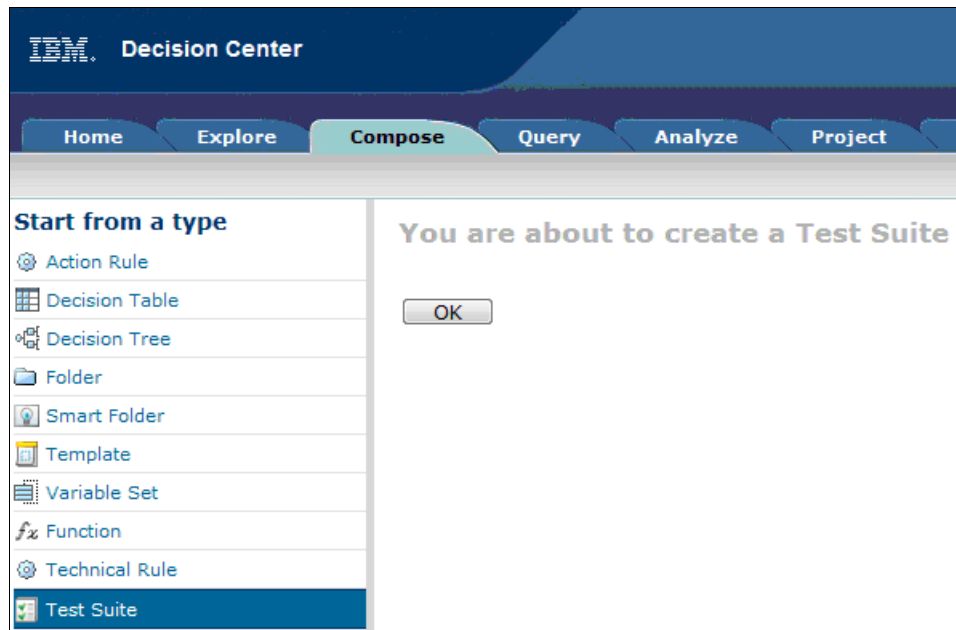 IBM. Decision Center
Home Explore Compose Query Analyze Project
Start from a type
Action Rule
Decision Table
Decision Tree
Folder
Smart Folder
Template
Variable Set
fx Function
Technical Rule
Test Suite
You are about to create a Test Suite
OK